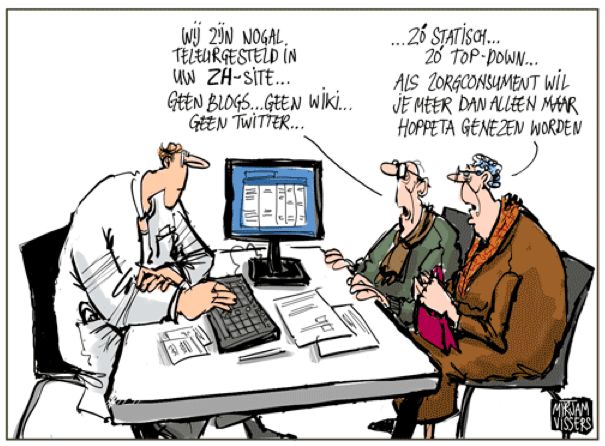 WIJ ZIJN NOGAL
TELEURGESTELD IN
UW ZH-SITE...
GEEN BLOGS...GEEN WIKI...
GEEN TWITTER...
...ZÓ STATISCH...
ZÓ TOP-DOWN...
ALS ZORGCONSUMENT WIL
JE MEER DAN ALLEEN MAAR
HOPPETA GENEZEN WORDEN
MIRJAM
VISSERS